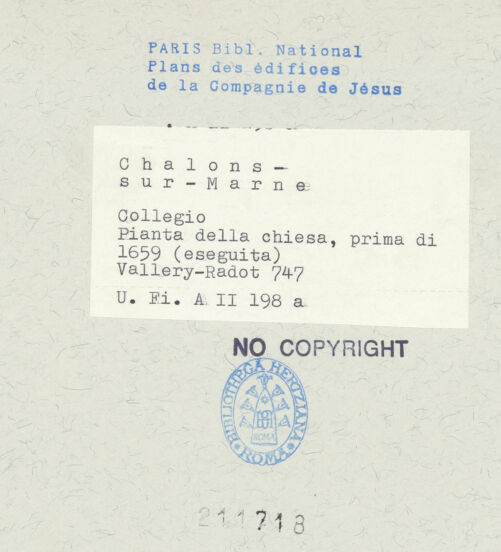 PARIS Bibl. National
Plans des édifices
de la Compagnie de Jésus
Chalons-
sur-Marne
Collegio
Pianta della chiesa, prima di
1659 (eseguita)
Vallery-Radot 747
U. Fi. A II 198 a
NO COPYRIGHT
BIBLIOTHECA HERTZIANA
ROMA
ROMA
211718